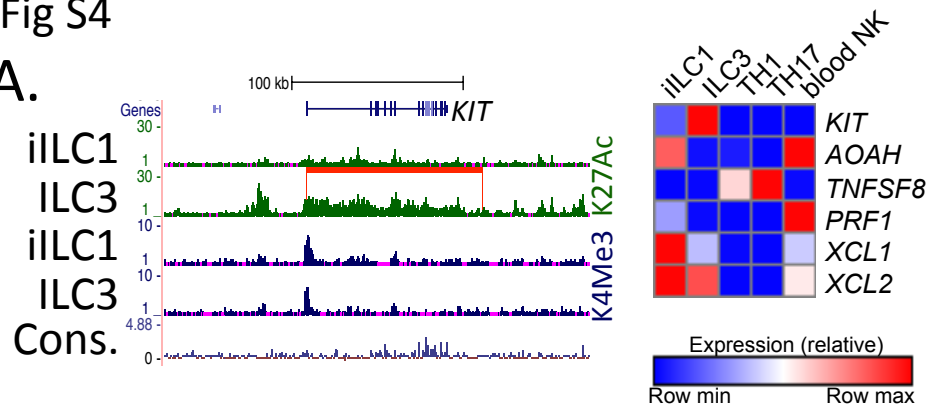 Fig S4
A.
100 kb
Genes
KIT
30
1
iILC1
30
1
ILC3
K27Ac
10
1
iILC1
10
1
ILC3
K4Me3
4.88
0
Cons.
iILC1 ILC3 TH1 TH17 blood NK
KIT
AOAH
TNFSF8
PRF1
XCL1
XCL2
Expression (relative)
Row min Row max